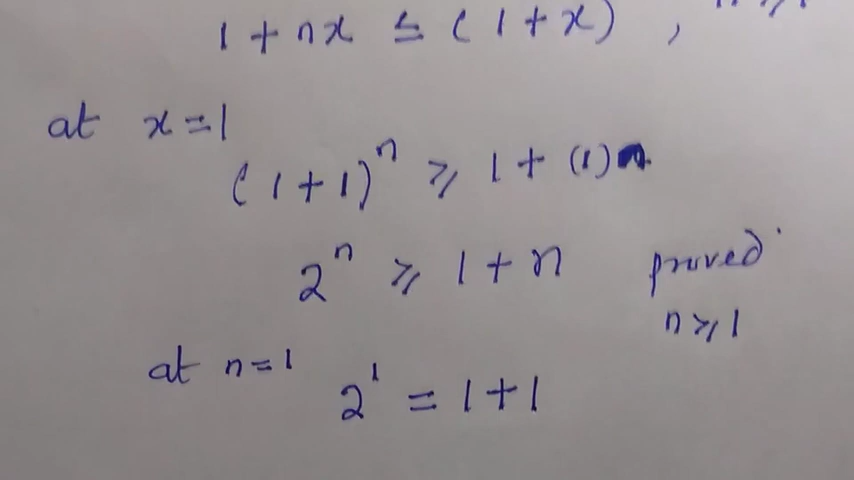 1 + nx ≤ (1 + x) ,
at x = 1
(1 + 1)^n ≥ 1 + (1)n
2^n ≥ 1 + n proved
n ≥ 1
at n = 1
2^1 = 1 + 1